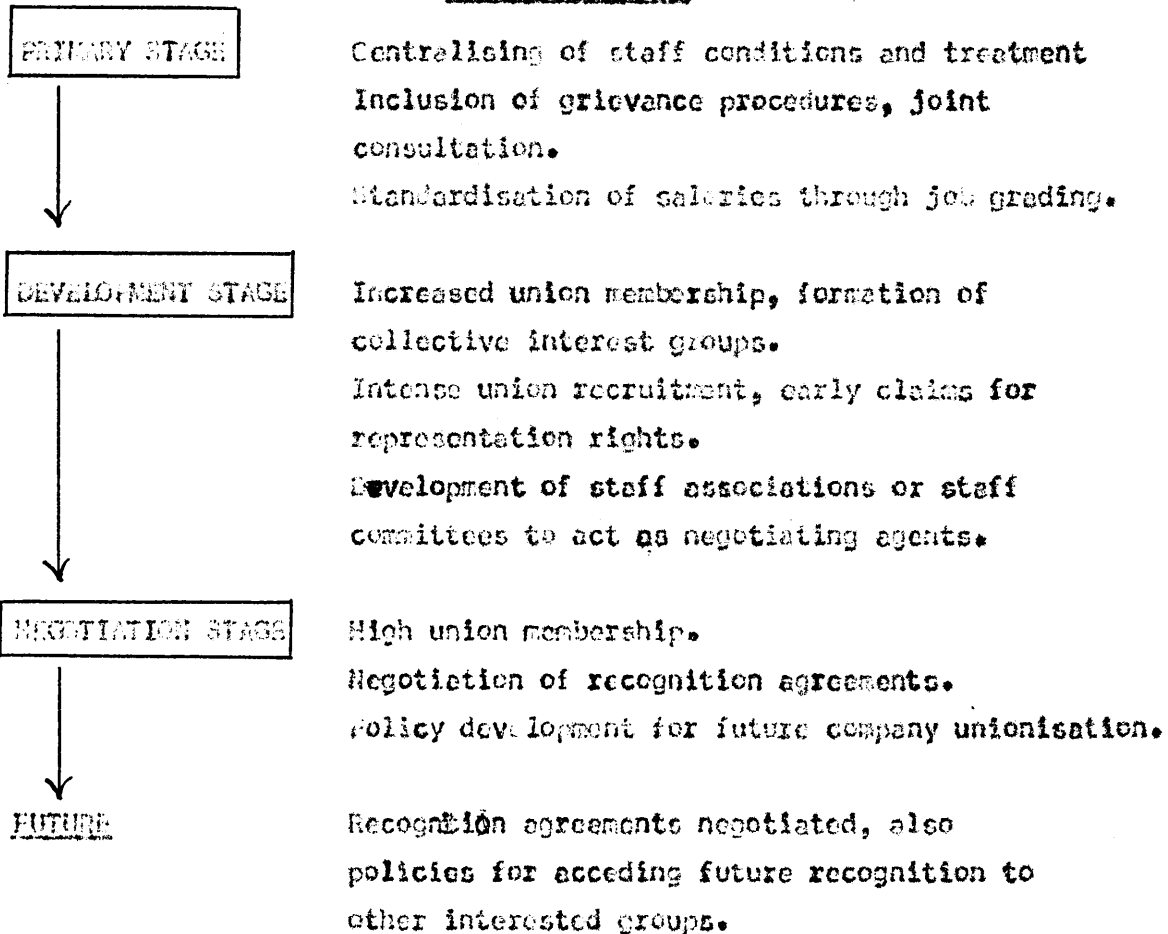 PRIMARY STAGE
Centralising of staff conditions and treatment
Inclusion of grievance procedures, joint
consultation.
Standardisation of salaries through job grading.
DEVELOPMENT STAGE
Increased union membership, formation of
collective interest groups.
Intense union recruitment, early claims for
representation rights.
Development of staff associations or staff
committees to act as negotiating agents.
NEGOTIATION STAGE
High union membership.
Negotiation of recognition agreements.
Policy development for future company unionisation.
FUTURE
Recognition agreements negotiated, also
policies for acceding future recognition to
other interested groups.